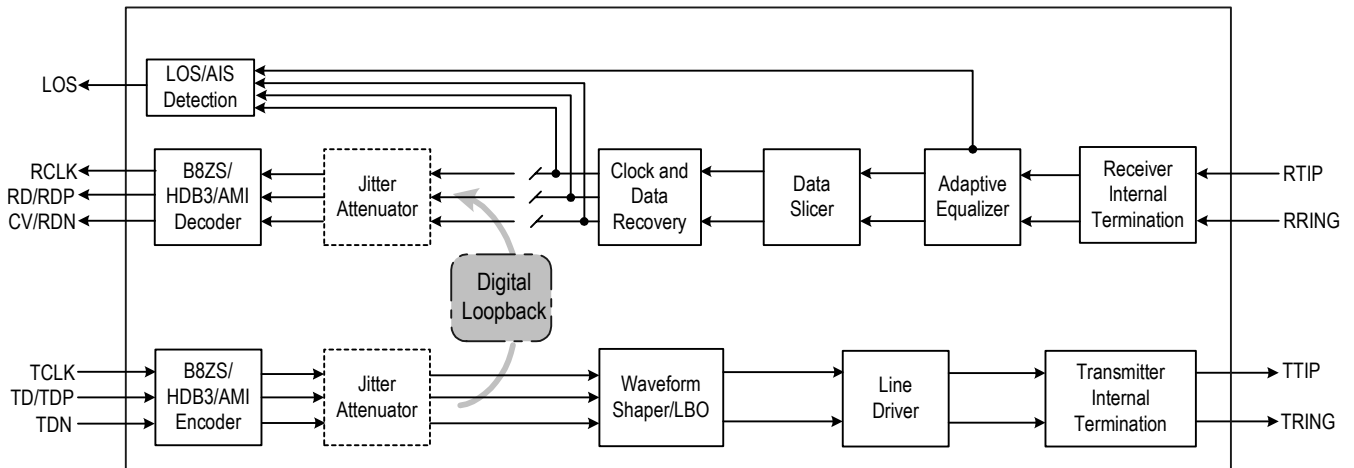 LOS
LOS/AIS
Detection
RCLK
RD/RDP
CV/RDN
B8ZS/
HDB3/AMI
Decoder
Jitter
Attenuator
Clock and
Data
Recovery
Data
Slicer
Adaptive
Equalizer
Receiver
Internal
Termination
RTIP
RRING
Digital
Loopback
TCLK
TD/TDP
TDN
B8ZS/
HDB3/AMI
Encoder
Jitter
Attenuator
Waveform
Shaper/LBO
Line
Driver
Transmitter
Internal
Termination
TTIP
TRING